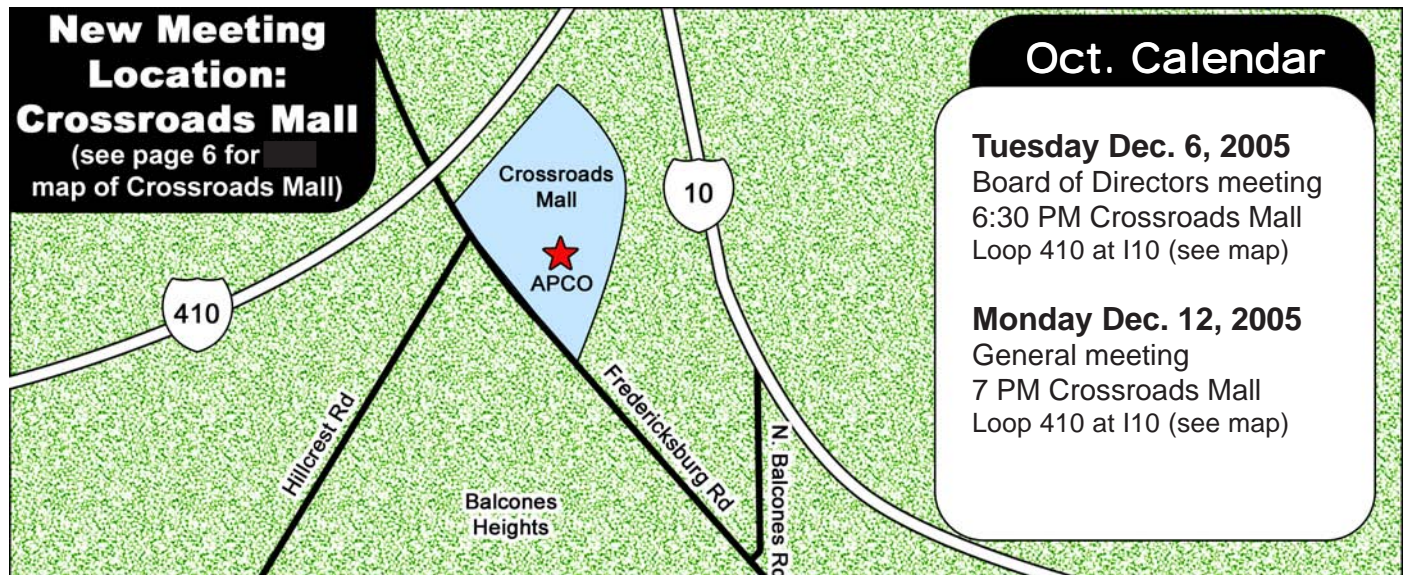 New Meeting
Location:
Crossroads Mall
(see page 6 for
map of Crossroads Mall)
Crossroads
Mall
APCO
410
10
Hillcrest Rd
Fredericksburg Rd
N. Balcones Rd
Balcones
Heights
Oct. Calendar
Tuesday Dec. 6, 2005
Board of Directors meeting
6:30 PM Crossroads Mall
Loop 410 at I10 (see map)
Monday Dec. 12, 2005
General meeting
7 PM Crossroads Mall
Loop 410 at I10 (see map)